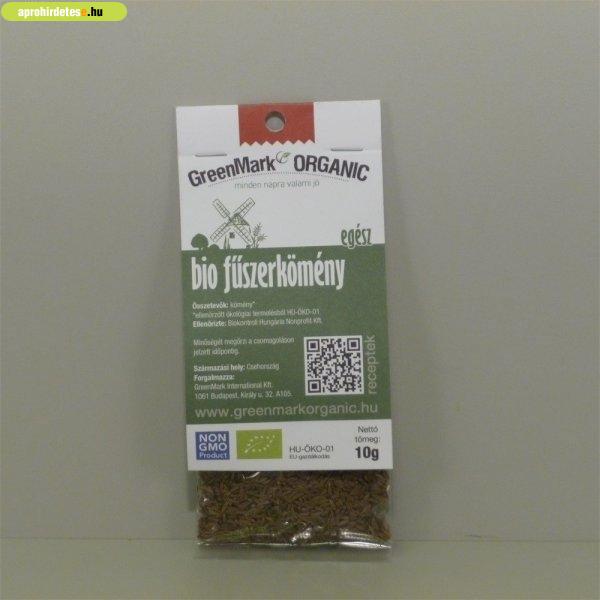 aprohirdetese.hu
GreenMark ORGANIC
minden napra valami jó
egész
bio fűszerkömény
Összetevők: kömény*
*ellenőrzött ökológiai termelésből HU-ÖKO-01
Ellenőrizte: Biokontroll Hungária Nonprofit Kft.
Minőségét megőrzi a csomagoláson
jelzett időpontig.
Származási hely: Csehország
Forgalmazza:
GreenMark International Kft.
1061 Budapest, Király u. 32. A105.
receptek
www.greenmarkorganic.hu
NON
GMO
Product
HU-ÖKO-01
EU-gazdálkodás
Nettó
tömeg:
10g